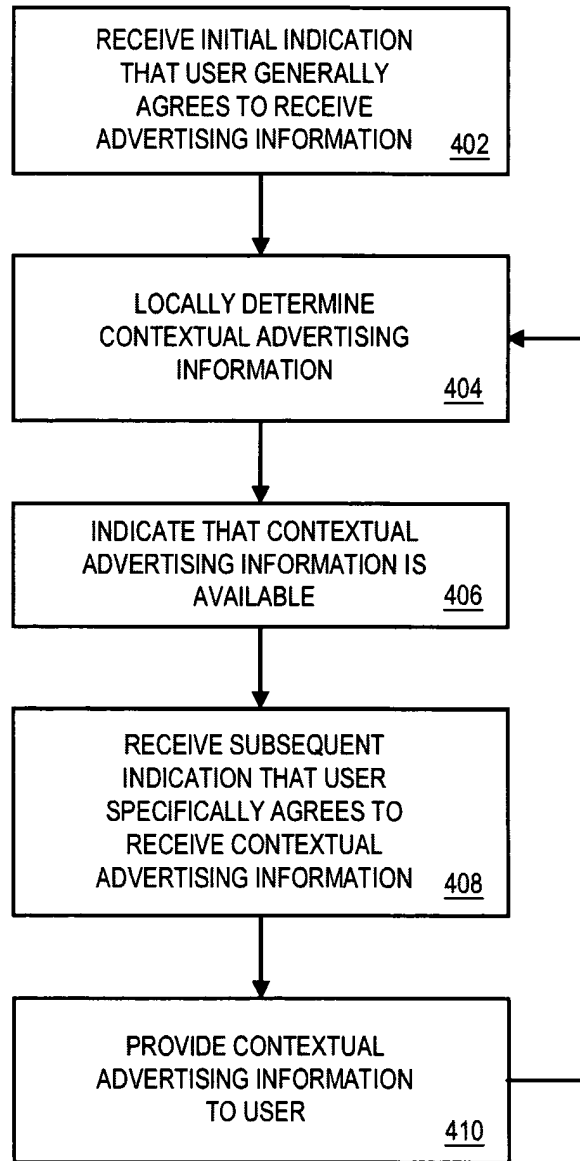 RECEIVE INITIAL INDICATION
THAT USER GENERALLY
AGREES TO RECEIVE
ADVERTISING INFORMATION
402
LOCALLY DETERMINE
CONTEXTUAL ADVERTISING
INFORMATION
404
INDICATE THAT CONTEXTUAL
ADVERTISING INFORMATION IS
AVAILABLE
406
RECEIVE SUBSEQUENT
INDICATION THAT USER
SPECIFICALLY AGREES TO
RECEIVE CONTEXTUAL
ADVERTISING INFORMATION
408
PROVIDE CONTEXTUAL
ADVERTISING INFORMATION
TO USER
410